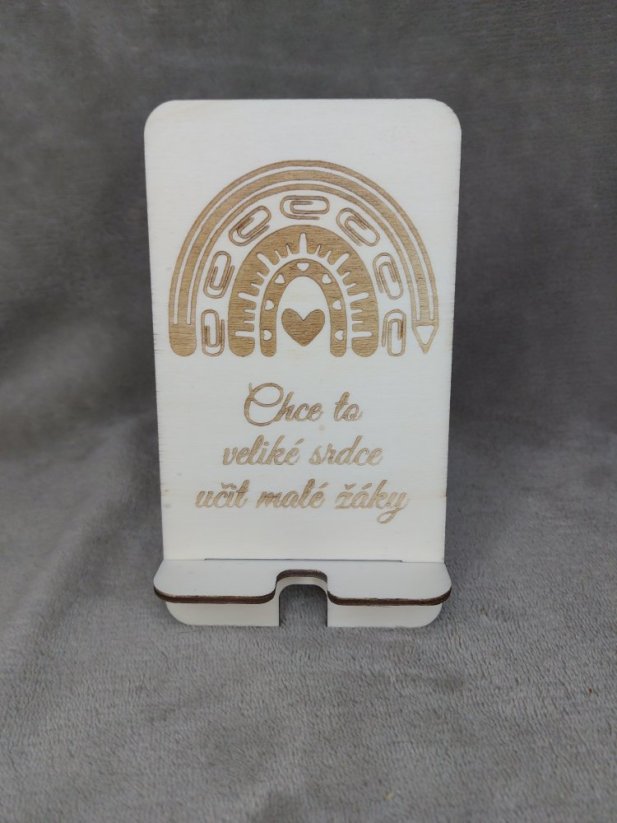 Chce to
veliké srdce
učit malé žáky